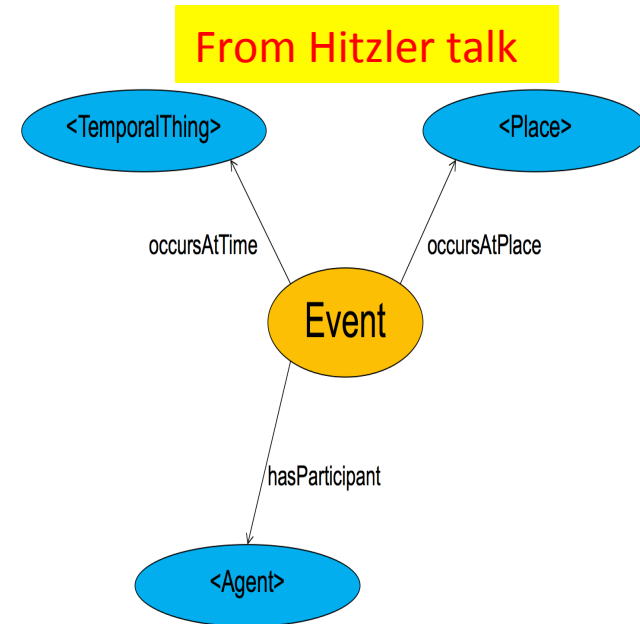 From Hitzler talk
<TemporalThing>
<Place>
occursAtTime
occursAtPlace
Event
hasParticipant
<Agent>